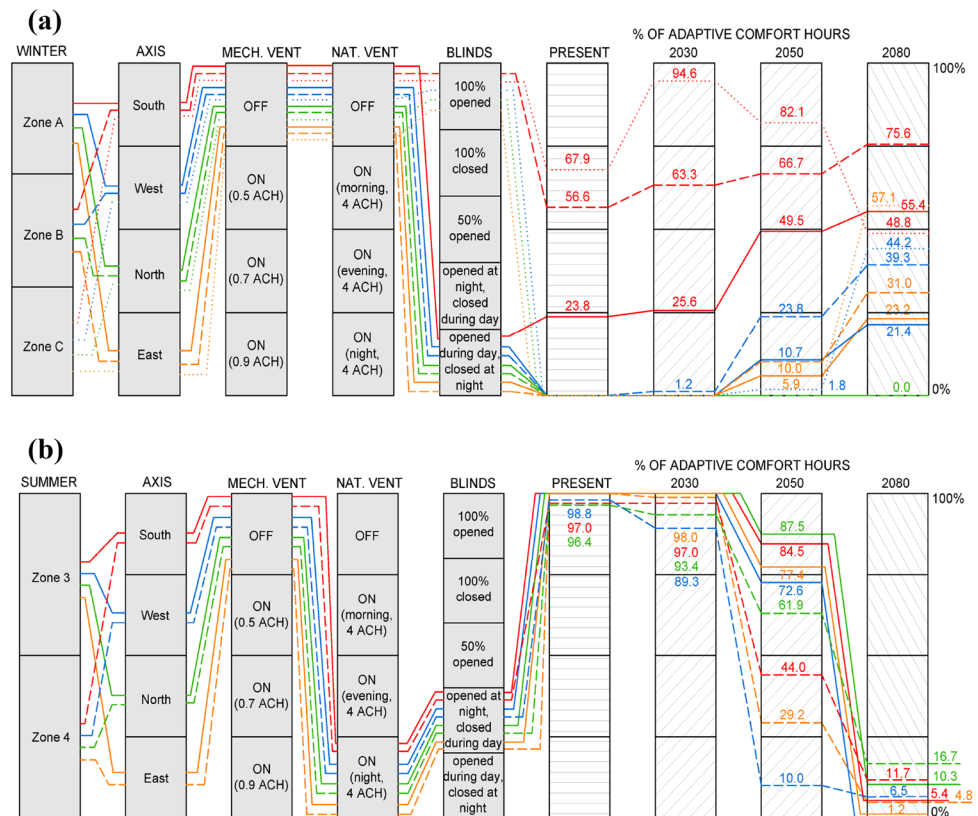 (a)
% OF ADAPTIVE COMFORT HOURS
WINTER AXIS MECH. VENT NAT. VENT BLINDS PRESENT 2030 2050 2080
Zone A
Zone B
Zone C
South
West
North
East
OFF
ON
(0.5 ACH)
ON
(0.7 ACH)
ON
(0.9 ACH)
OFF
ON
(morning,
4 ACH)
ON
(evening,
4 ACH)
ON
(night,
4 ACH)
100%
opened
100%
closed
50%
opened
opened at
night,
closed
during day
opened
during day,
closed at
night
67.9
56.6
23.8
94.6
63.3
25.6
1.2
82.1
66.7
49.5
23.8
10.7
10.0
5.9
1.8
75.6
57.1
55.4
48.8
44.2
39.3
31.0
23.2
21.4
0.0
100%
0%
(b)
% OF ADAPTIVE COMFORT HOURS
SUMMER AXIS MECH. VENT NAT. VENT BLINDS PRESENT 2030 2050 2080
Zone 3
Zone 4
South
West
North
East
OFF
ON
(0.5 ACH)
ON
(0.7 ACH)
ON
(0.9 ACH)
OFF
ON
(morning,
4 ACH)
ON
(evening,
4 ACH)
ON
(night,
4 ACH)
100%
opened
100%
closed
50%
opened
opened at
night,
closed
during day
opened
during day,
closed at
night
98.8
97.0
96.4
98.0
97.0
93.4
89.3
87.5
84.5
77.4
72.6
61.9
44.0
29.2
10.0
16.7
11.7
10.3
6.5
5.4
4.8
1.2
100%
0%